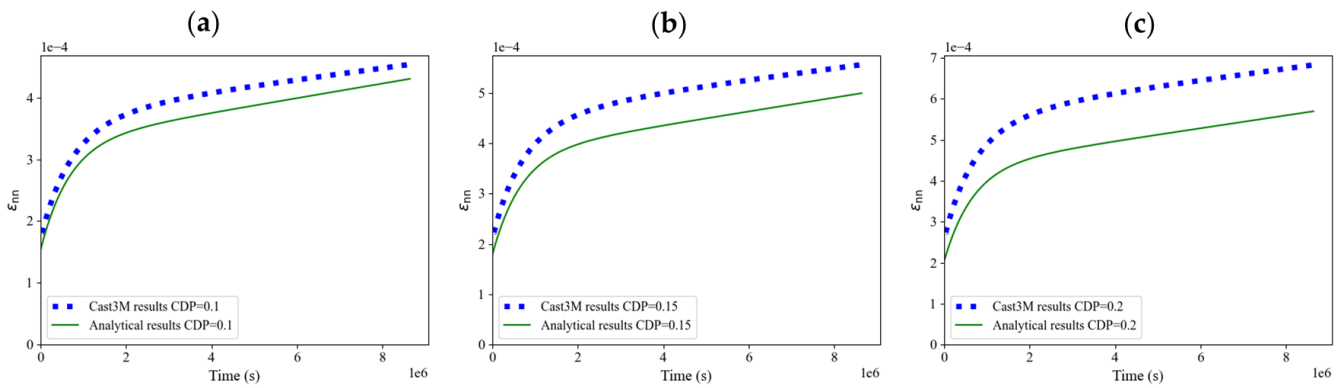 (a)
1e−4
4
3
2
1
0
εnn
0
2
4
6
8
1e6
Time (s)
Cast3M results CDP=0.1
Analytical results CDP=0.1
(b)
1e−4
5
4
3
2
1
0
εnn
0
2
4
6
8
1e6
Time (s)
Cast3M results CDP=0.15
Analytical results CDP=0.15
(c)
1e−4
7
6
5
4
3
2
1
0
εnn
0
2
4
6
8
1e6
Time (s)
Cast3M results CDP=0.2
Analytical results CDP=0.2